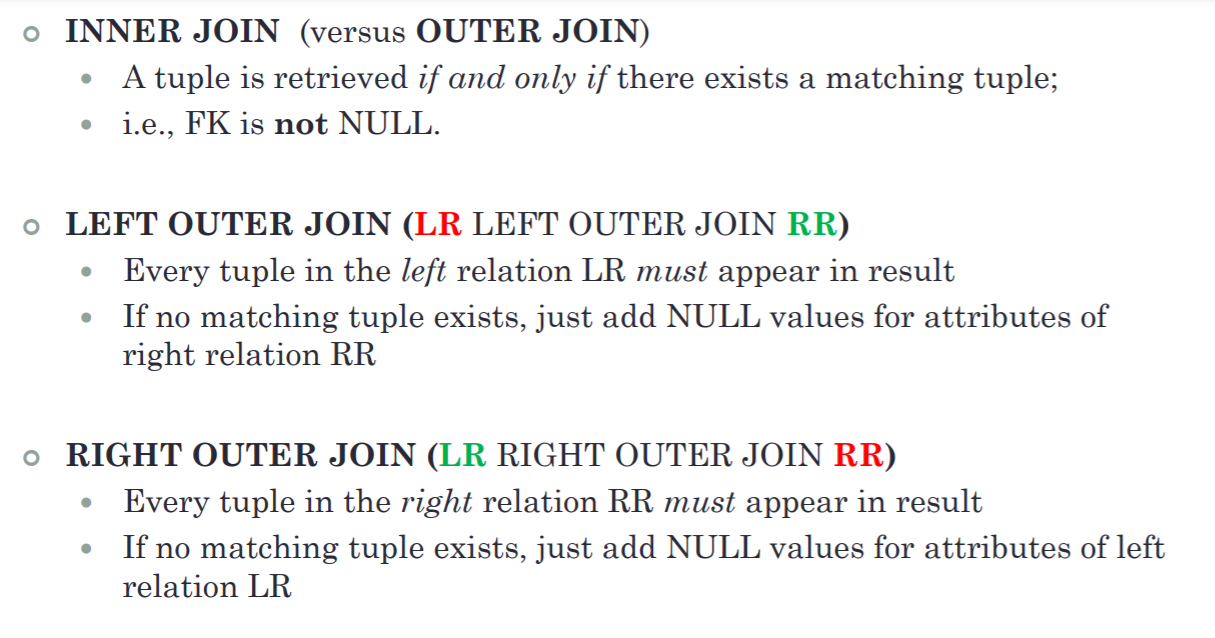 INNER JOIN (versus OUTER JOIN)
A tuple is retrieved if and only if there exists a matching tuple;
i.e., FK is not NULL.
LEFT OUTER JOIN (LR LEFT OUTER JOIN RR)
Every tuple in the left relation LR must appear in result
If no matching tuple exists, just add NULL values for attributes of
right relation RR
RIGHT OUTER JOIN (LR RIGHT OUTER JOIN RR)
Every tuple in the right relation RR must appear in result
If no matching tuple exists, just add NULL values for attributes of left
relation LR